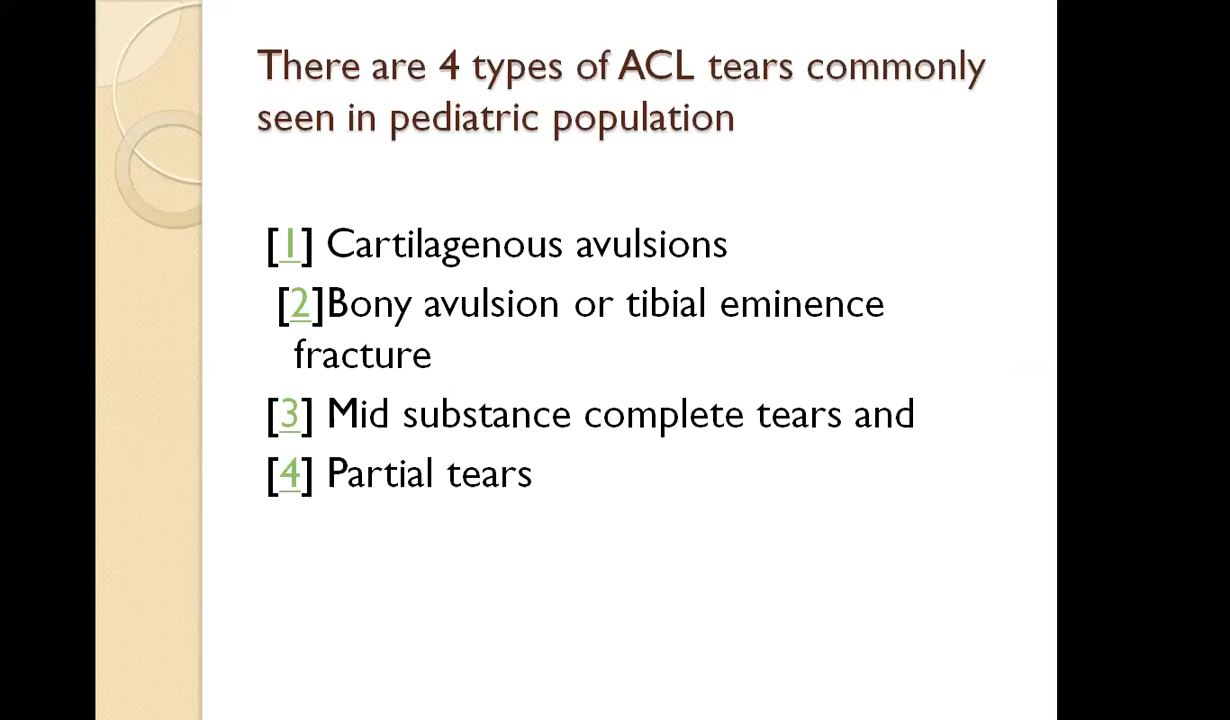 There are 4 types of ACL tears commonly
seen in pediatric population
[1] Cartilagenous avulsions
[2]Bony avulsion or tibial eminence
fracture
[3] Mid substance complete tears and
[4] Partial tears